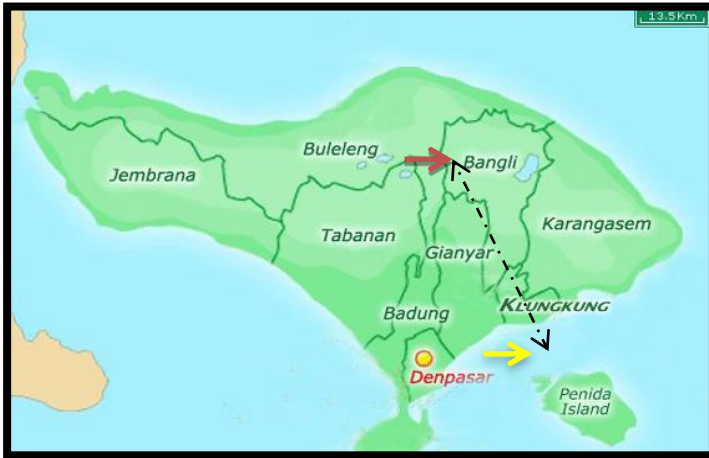 13.5Km
Buleleng
Bangli
Jembrana
Karangasem
Tabanan
Gianyar
KLUNGKUNG
Badung
Denpasar
Penida
Island